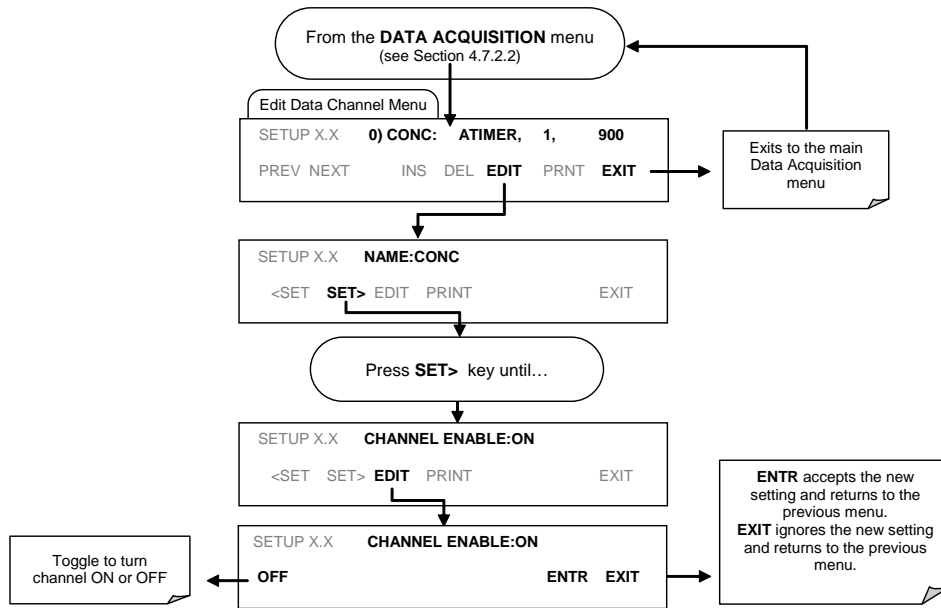 From the DATA ACQUISITION menu
(see Section 4.7.2.2)
Edit Data Channel Menu
SETUP X.X 0) CONC: ATIMER, 1, 900
PREV NEXT INS DEL EDIT PRNT EXIT
Exits to the main
Data Acquisition
menu
SETUP X.X NAME:CONC
<SET SET> EDIT PRINT EXIT
Press SET> key until…
SETUP X.X CHANNEL ENABLE:ON
<SET SET> EDIT PRINT EXIT
SETUP X.X CHANNEL ENABLE:ON
OFF ENTR EXIT
Toggle to turn
channel ON or OFF
ENTR accepts the new
setting and returns to the
previous menu.
EXIT ignores the new setting
and returns to the previous
menu.